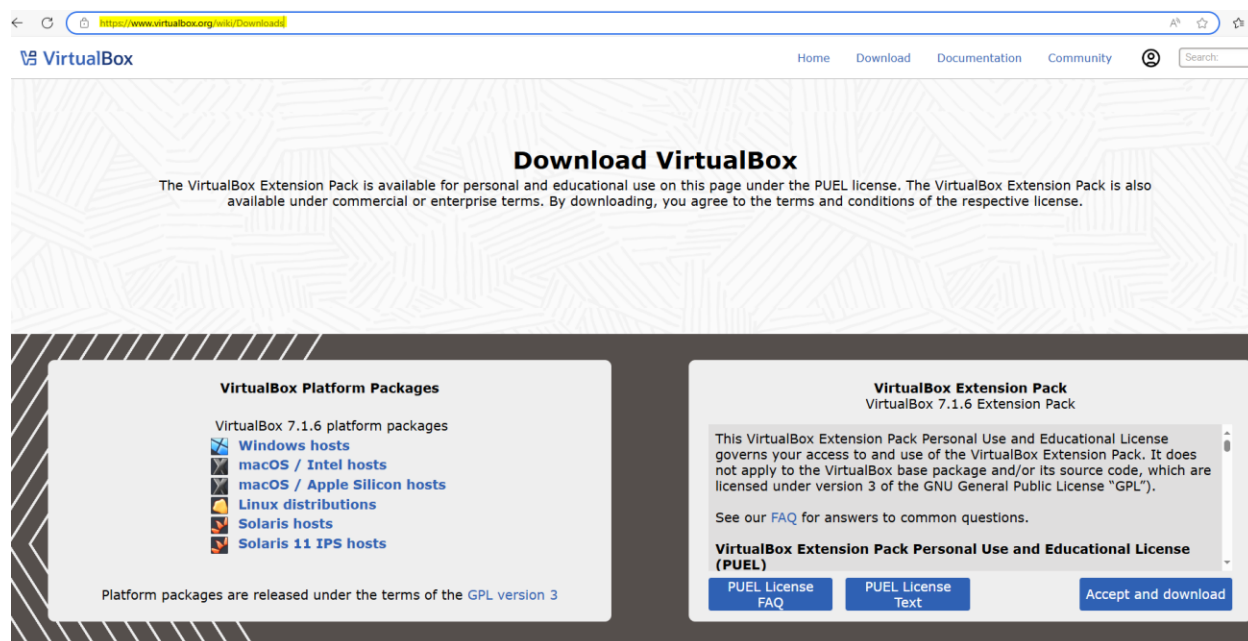 https://www.virtualbox.org/wiki/Downloads
VirtualBox
Home Download Documentation Community Search:
Download VirtualBox
The VirtualBox Extension Pack is available for personal and educational use on this page under the PUEL license. The VirtualBox Extension Pack is also
available under commercial or enterprise terms. By downloading, you agree to the terms and conditions of the respective license.
VirtualBox Platform Packages
VirtualBox 7.1.6 platform packages
Windows hosts
macOS / Intel hosts
macOS / Apple Silicon hosts
Linux distributions
Solaris hosts
Solaris 11 IPS hosts
Platform packages are released under the terms of the GPL version 3
VirtualBox Extension Pack
VirtualBox 7.1.6 Extension Pack
This VirtualBox Extension Pack Personal Use and Educational License
governs your access to and use of the VirtualBox Extension Pack. It does
not apply to the VirtualBox base package and/or its source code, which are
licensed under version 3 of the GNU General Public License “GPL”).
See our FAQ for answers to common questions.
VirtualBox Extension Pack Personal Use and Educational License
(PUEL)
PUEL License
FAQ
PUEL License
Text
Accept and download